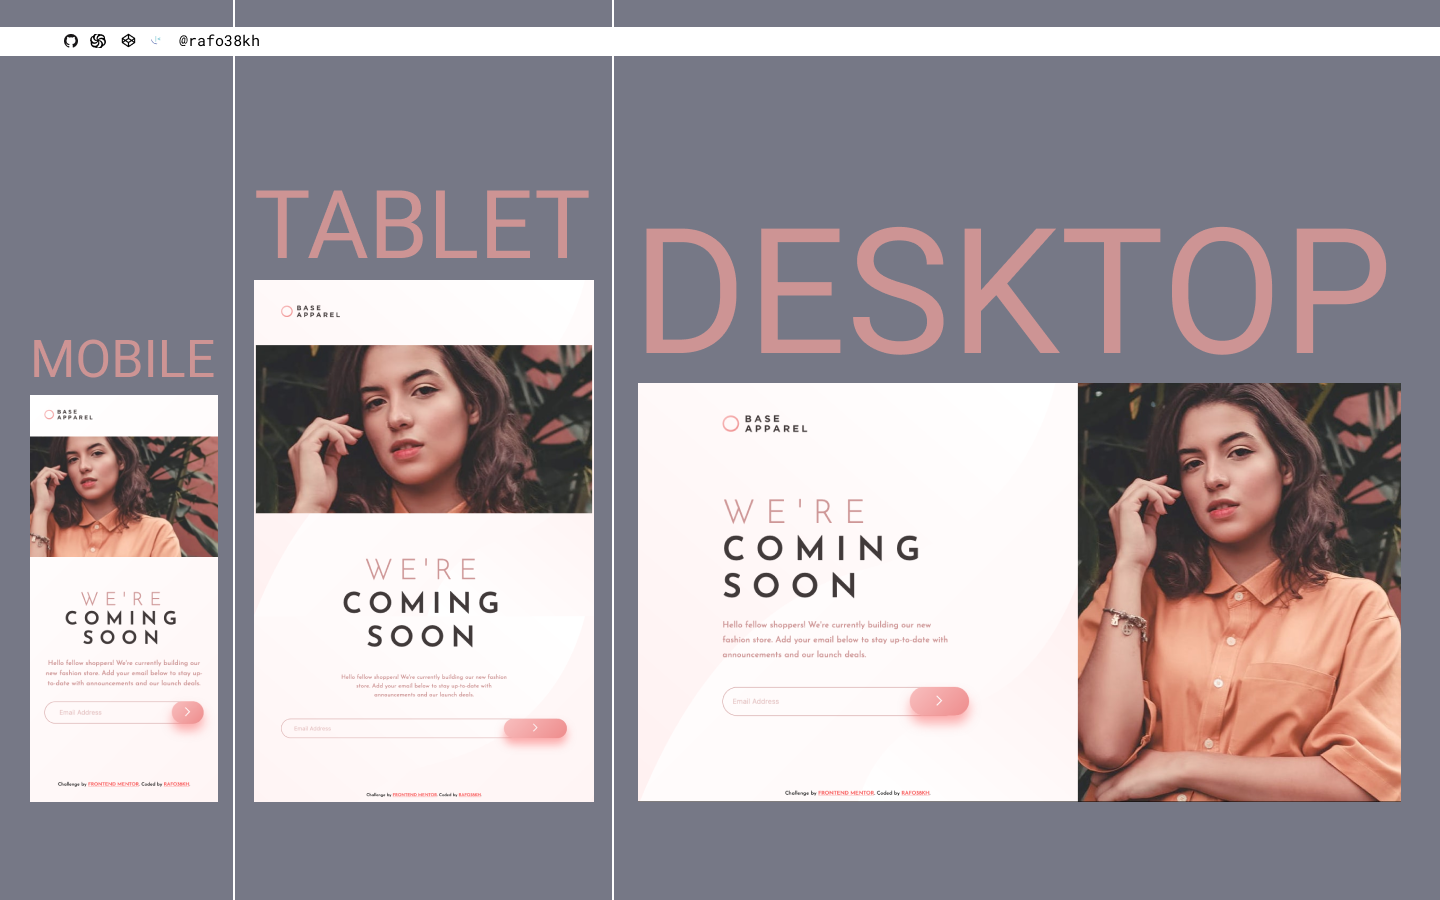 @rafo38kh
MOBILE
BASE
APPAREL
WE'RE
COMING
SOON
Hello fellow shoppers! We're currently building our
new fashion store. Add your email below to stay up-
to-date with announcements and our launch deals.
Email Address
Challenge by FRONTEND MENTOR. Coded by RAFO38KH.
TABLET
BASE
APPAREL
WE'RE
COMING
SOON
Hello fellow shoppers! We're currently building our new fashion
store. Add your email below to stay up-to-date with
announcements and our launch deals.
Email Address
Challenge by FRONTEND MENTOR. Coded by RAFO38KH.
DESKTOP
BASE
APPAREL
WE'RE
COMING
SOON
Hello fellow shoppers! We're currently building our new
fashion store. Add your email below to stay up-to-date with
announcements and our launch deals.
Email Address
Challenge by FRONTEND MENTOR. Coded by RAFO38KH.